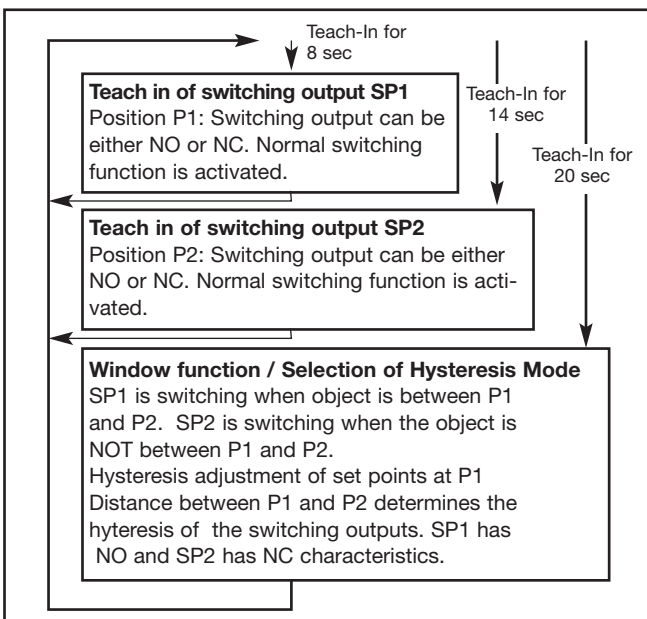 Teach-In for
8 sec
Teach in of switching output SP1
Position P1: Switching output can be
either NO or NC. Normal switching
function is activated.
Teach-In for
14 sec
Teach-In for
20 sec
Teach in of switching output SP2
Position P2: Switching output can be either
NO or NC. Normal switching function is acti-
vated.
Window function / Selection of Hysteresis Mode
SP1 is switching when object is between P1
and P2. SP2 is switching when the object is
NOT between P1 and P2.
Hysteresis adjustment of set points at P1
Distance between P1 and P2 determines the
hyteresis of the switching outputs. SP1 has
NO and SP2 has NC characteristics.